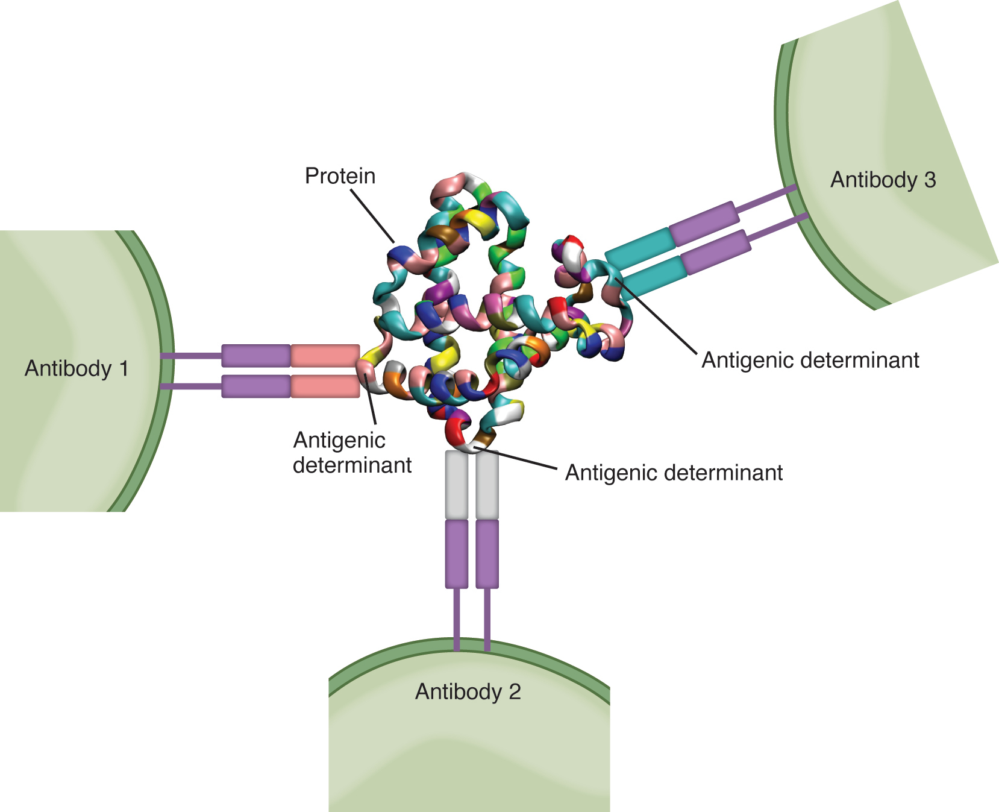 Protein
Antibody 3
Antibody 1
Antigenic determinant
Antigenic
determinant
Antigenic determinant
Antibody 2